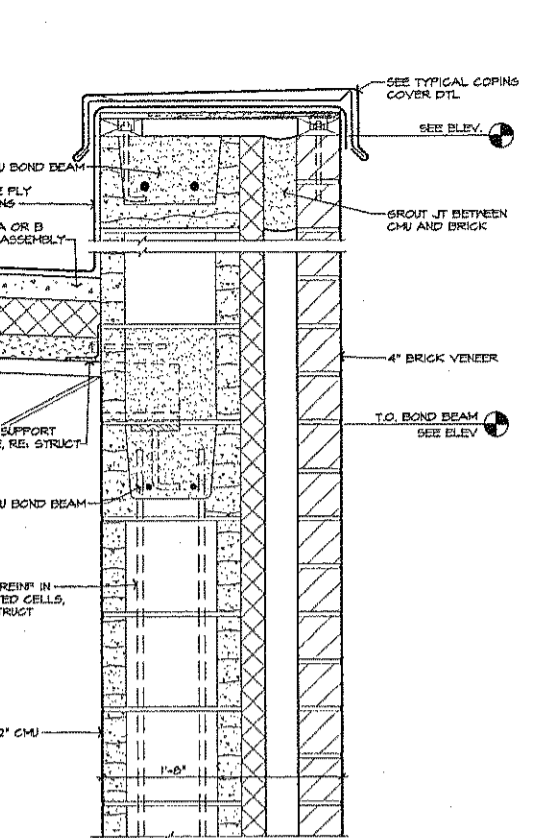 SEE TYPICAL COPING
COVER DTL
SEE ELEV.
U BOND BEAM
E PLY
NG
A OR B
ASSEMBLY
GROUT JT BETWEEN
CMU AND BRICK
4" BRICK VENEER
T.O. BOND BEAM
SEE ELEV
SUPPORT
, RE: STRUCT
U BOND BEAM
REINF IN
TED CELLS,
TRUCT
2" CMU
1'-8"